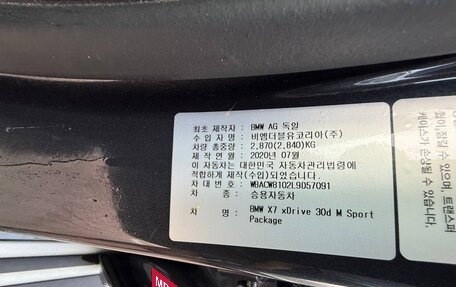 최초 제작자 : BMW AG 독일
수 입 자 명 : 비엠더블유코리아(주)
차량 총중량 : 2,870(2,840)KG
제 작 연 월 : 2020년 07월
이 자동차는 대한민국 자동차관리법령에
적합하게 제작(수입)되었습니다.
차 대 번 호 : WBACW8102L9D57091
차 종 : 승용자동차
차 명 : BMW X7 xDrive 30d M Sport
Package